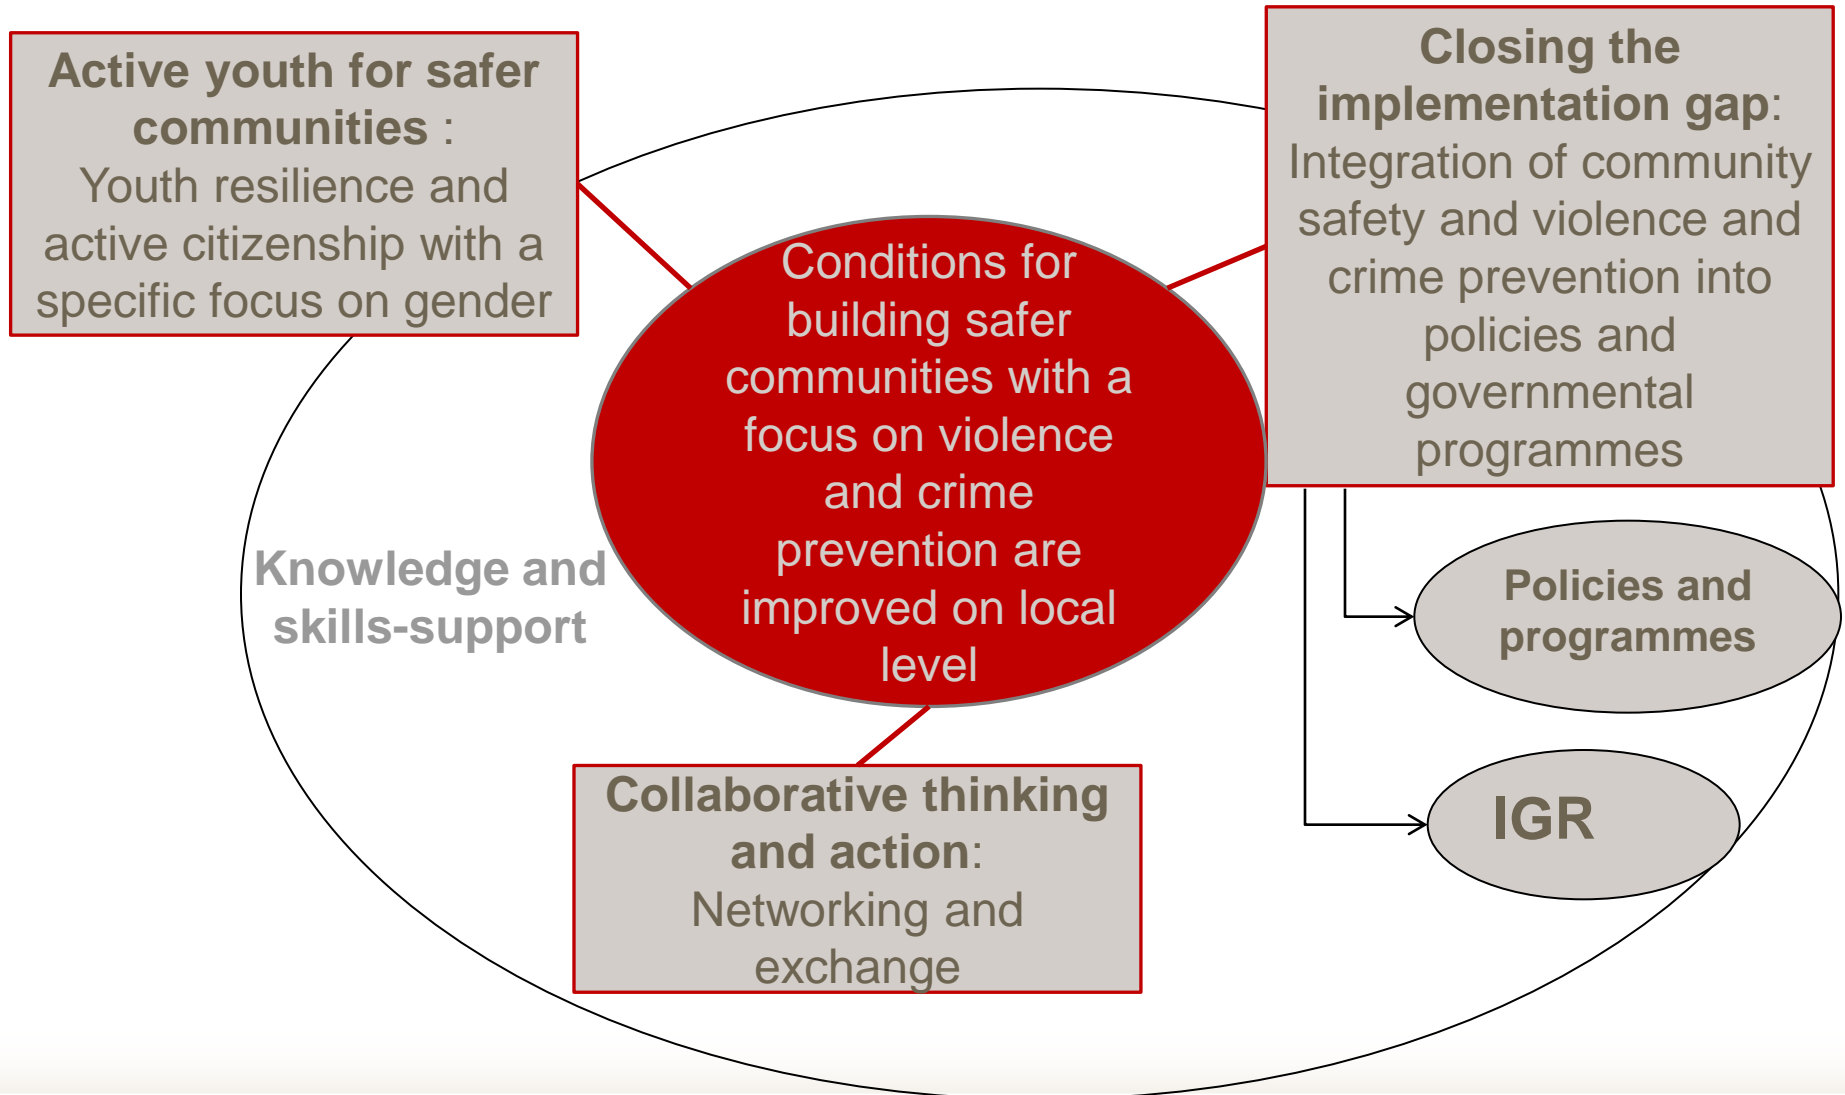 Active youth for safer
communities :
Youth resilience and
active citizenship with a
specific focus on gender
Closing the
implementation gap:
Integration of community
safety and violence and
crime prevention into
policies and
governmental
programmes
Conditions for
building safer
communities with a
focus on violence
and crime
prevention are
improved on local
level
Knowledge and
skills-support
Policies and
programmes
IGR
Collaborative thinking
and action:
Networking and
exchange